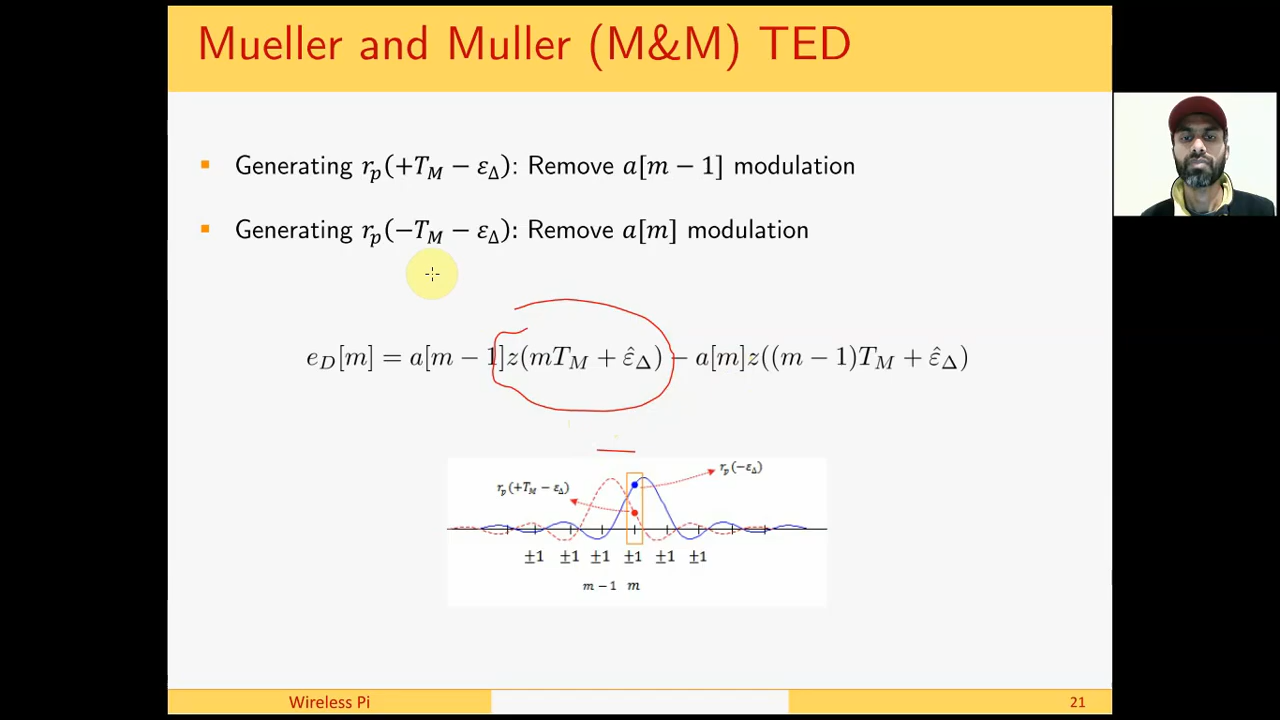 Mueller and Muller (M&M) TED
Generating r_p(+T_M − ε_Δ): Remove a[m − 1] modulation
Generating r_p(−T_M − ε_Δ): Remove a[m] modulation
e_D[m] = a[m − 1]z(mT_M + ε̂_Δ) − a[m]z((m − 1)T_M + ε̂_Δ)
r_p(−ε_Δ)
r_p(+T_M − ε_Δ)
±1 ±1 ±1 ±1 ±1 ±1
m − 1 m
Wireless Pi 21